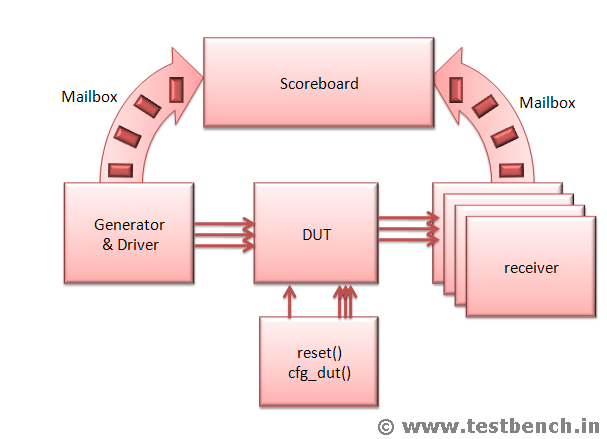 Scoreboard
Mailbox
Mailbox
Generator
& Driver
DUT
receiver
reset()
cfg_dut()
© www.testbench.in